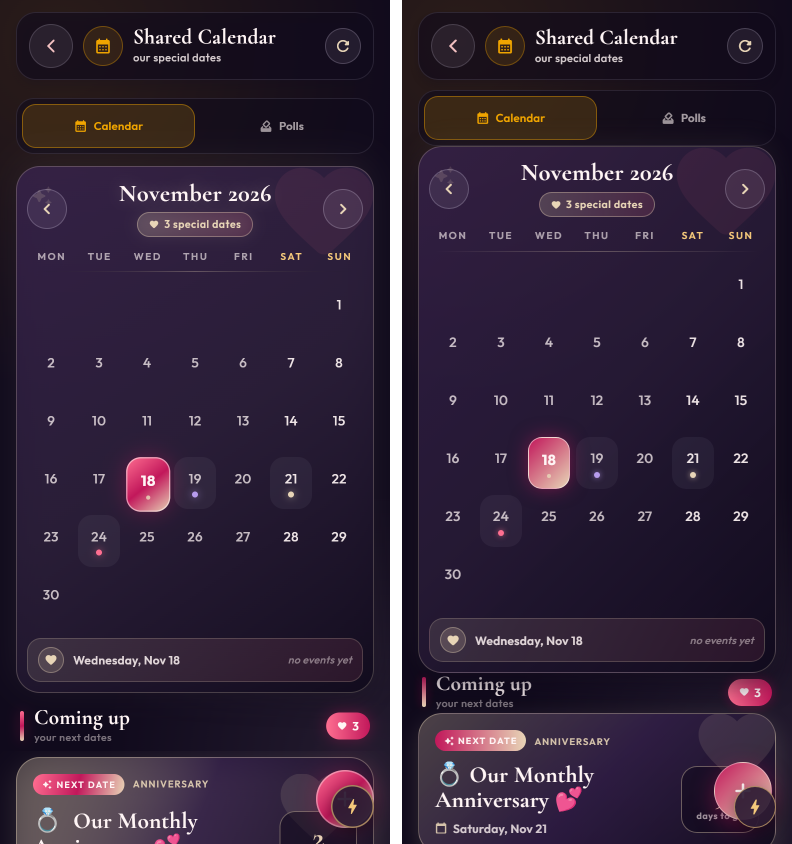 Shared Calendar
our special dates
Calendar
Polls
November 2026
3 special dates
MON TUE WED THU FRI SAT SUN
1
2 3 4 5 6 7 8
9 10 11 12 13 14 15
16 17 18 19 20 21 22
23 24 25 26 27 28 29
30
Wednesday, Nov 18 no events yet
Coming up
your next dates
3
NEXT DATE ANNIVERSARY
💍 Our Monthly
Shared Calendar
our special dates
Calendar
Polls
November 2026
3 special dates
MON TUE WED THU FRI SAT SUN
1
2 3 4 5 6 7 8
9 10 11 12 13 14 15
16 17 18 19 20 21 22
23 24 25 26 27 28 29
30
Wednesday, Nov 18 no events yet
Coming up
your next dates
3
NEXT DATE ANNIVERSARY
💍 Our Monthly
Anniversary 💕
days to
Saturday, Nov 21